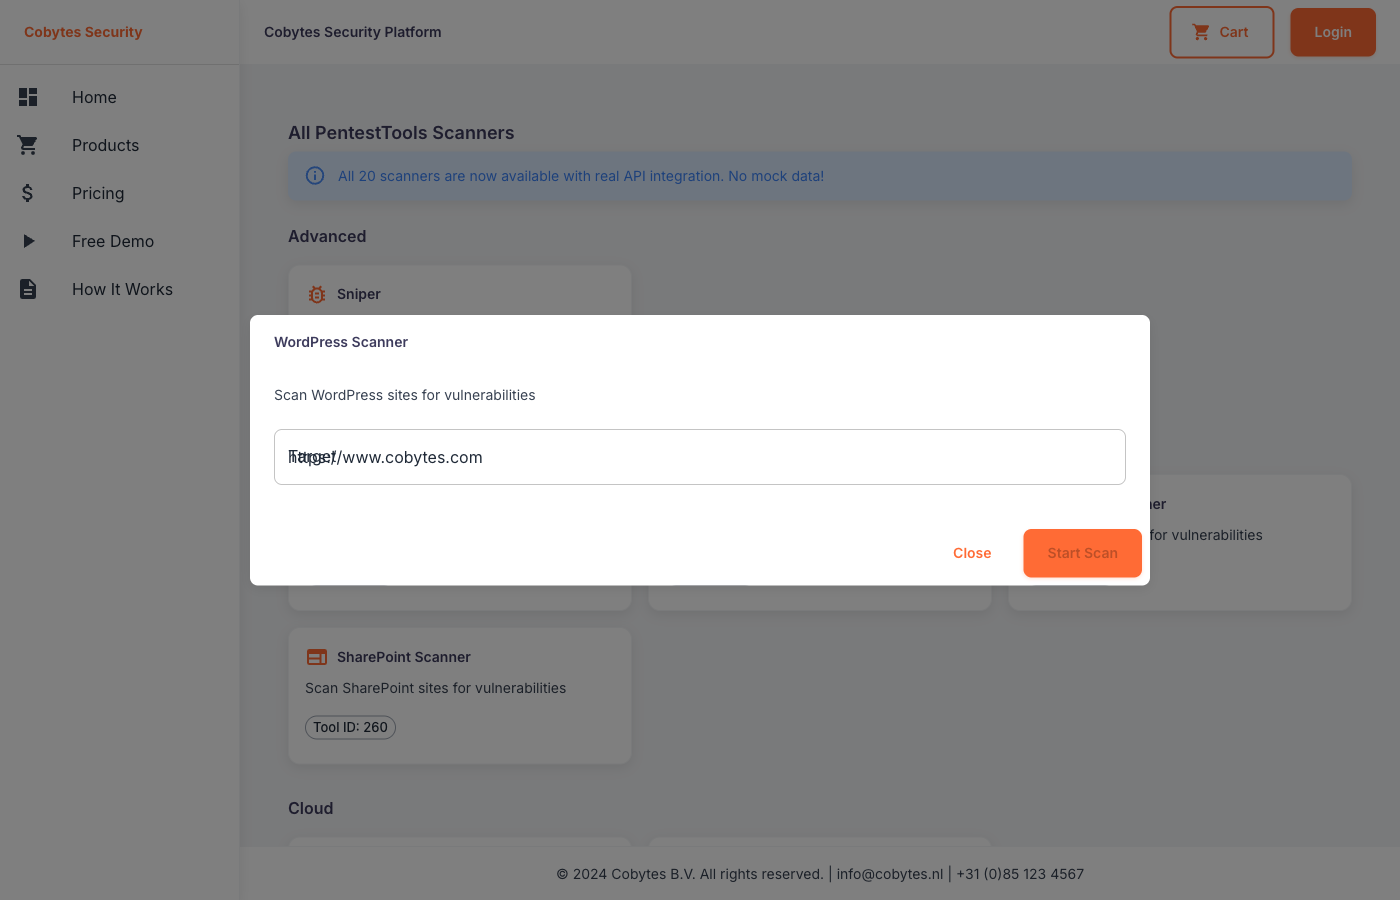 Cobytes Security
Cobytes Security Platform
Cart
Login
Home
Products
Pricing
Free Demo
How It Works
All PentestTools Scanners
All 20 scanners are now available with real API integration. No mock data!
Advanced
Sniper
WordPress Scanner
Scan WordPress sites for vulnerabilities
Target
https://www.cobytes.com
Close
Start Scan
for vulnerabilities
SharePoint Scanner
Scan SharePoint sites for vulnerabilities
Tool ID: 260
Cloud
© 2024 Cobytes B.V. All rights reserved. | info@cobytes.nl | +31 (0)85 123 4567